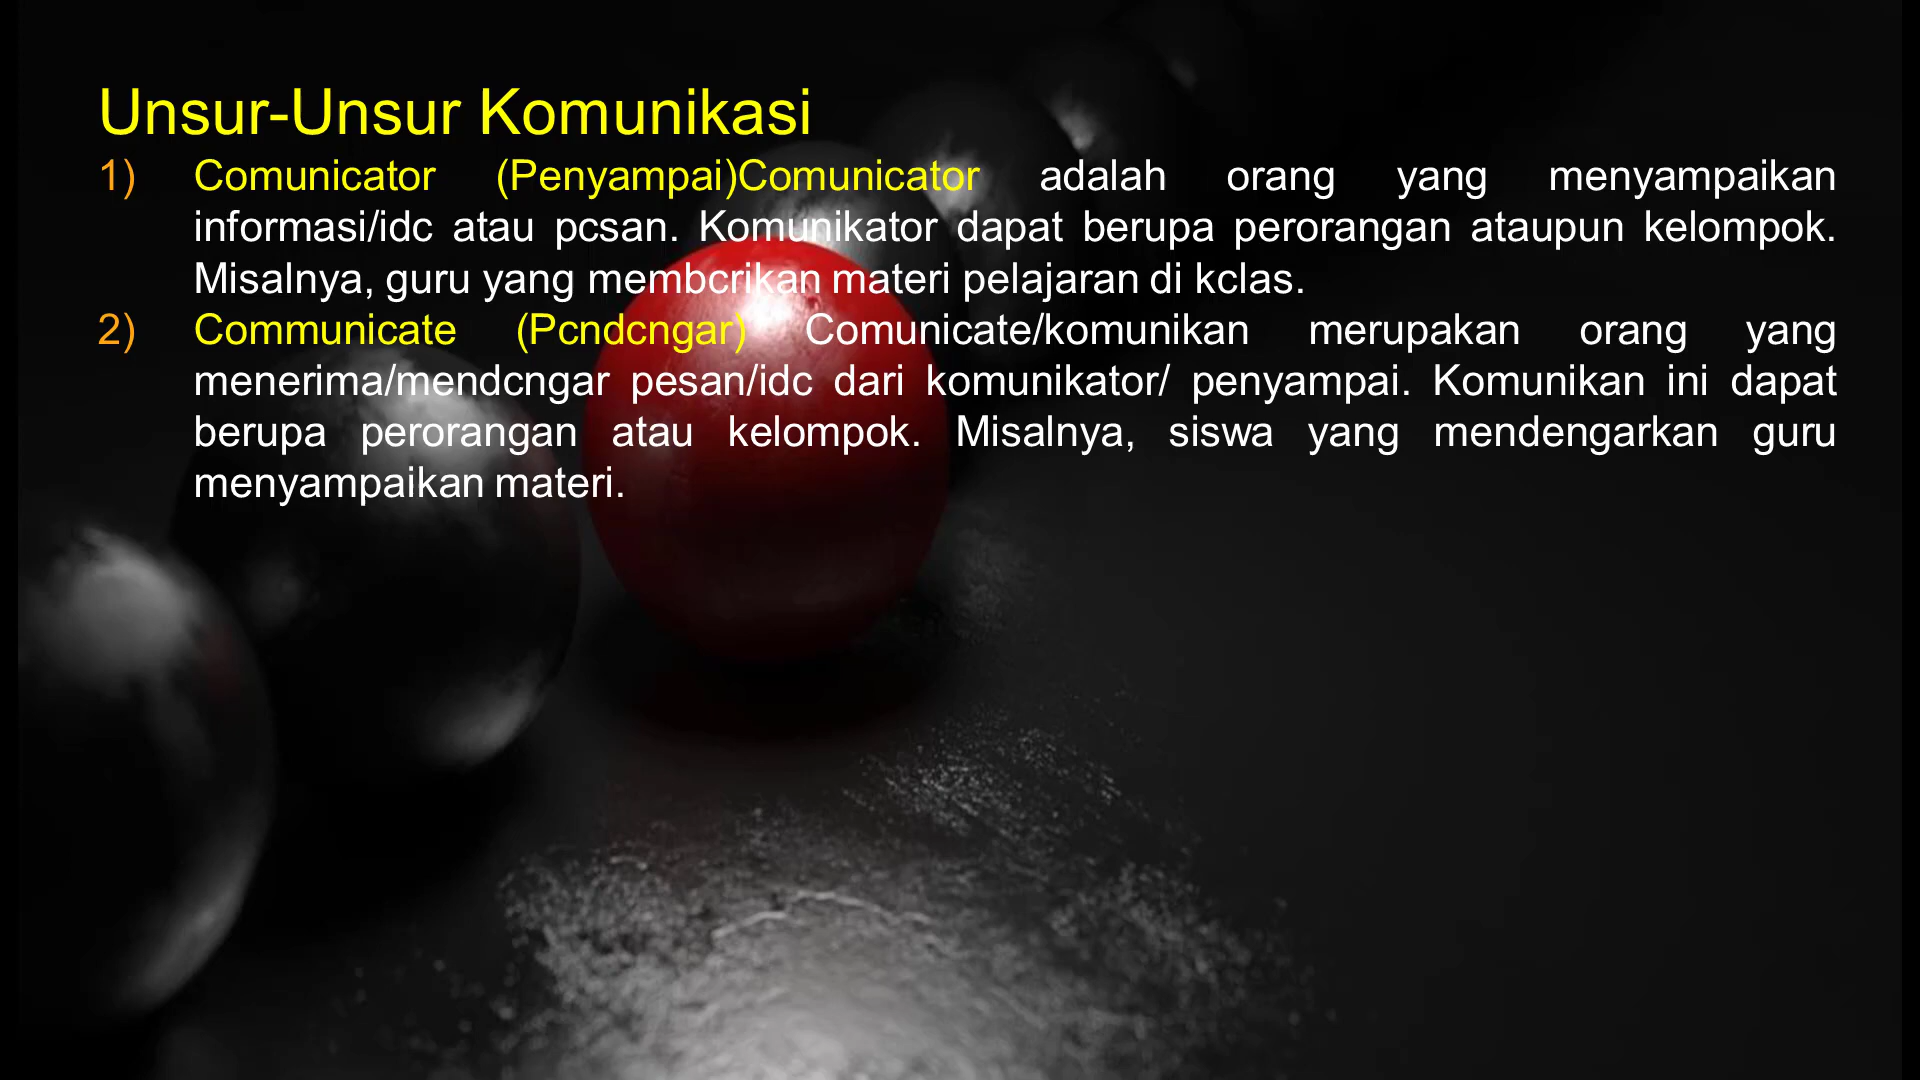 Unsur-Unsur Komunikasi
1) Comunicator (Penyampai)Comunicator adalah orang yang menyampaikan
informasi/idc atau pcsan. Komunikator dapat berupa perorangan ataupun kelompok.
Misalnya, guru yang membcrikan materi pelajaran di kclas.
2) Communicate (Pcndcngar) Comunicate/komunikan merupakan orang yang
menerima/mendcngar pesan/idc dari komunikator/ penyampai. Komunikan ini dapat
berupa perorangan atau kelompok. Misalnya, siswa yang mendengarkan guru
menyampaikan materi.